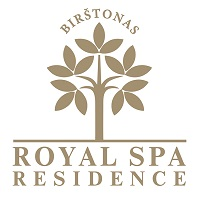 BIRŠTONAS
ROYAL SPA
RESIDENCE